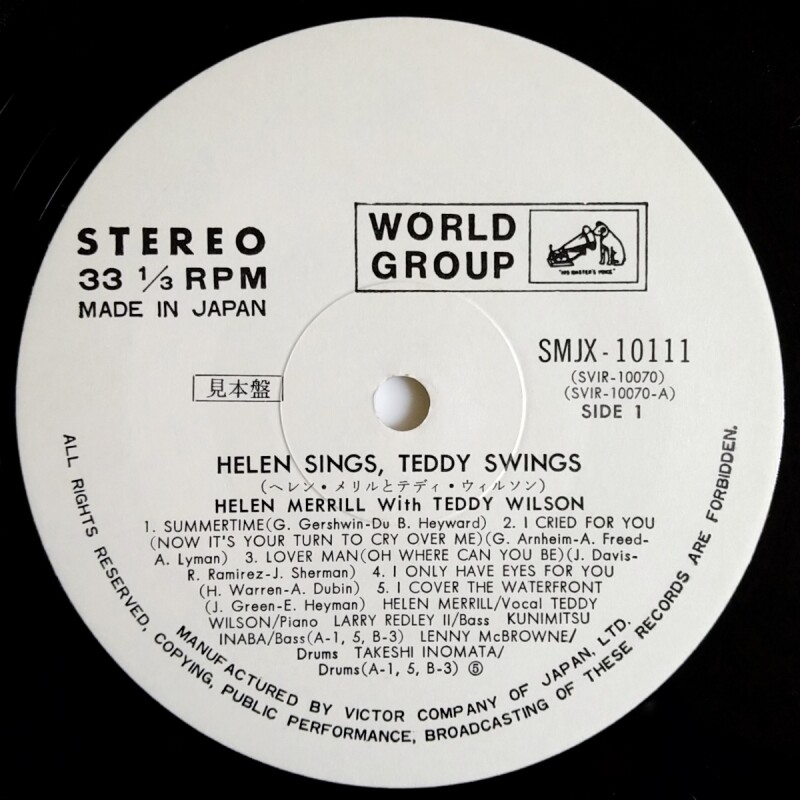 STEREO
33 1/3 RPM
MADE IN JAPAN
WORLD
GROUP
"HIS MASTER'S VOICE"
SMJX-10111
(SVIR-10070)
(SVIR-10070-A)
SIDE 1
見本盤
HELEN SINGS, TEDDY SWINGS
(ヘレン・メリルとテディ・ウィルソン)
HELEN MERRILL With TEDDY WILSON
1. SUMMERTIME(G. Gershwin-Du B. Heyward) 2. I CRIED FOR YOU
(NOW IT'S YOUR TURN TO CRY OVER ME)(G. Arnheim-A. Freed-
A. Lyman) 3. LOVER MAN(OH WHERE CAN YOU BE)(J. Davis-
R. Ramirez-J. Sherman) 4. I ONLY HAVE EYES FOR YOU
(H. Warren-A. Dubin) 5. I COVER THE WATERFRONT
(J. Green-E. Heyman) HELEN MERRILL/Vocal TEDDY
WILSON/Piano LARRY REDLEY II/Bass KUNIMITSU
INABA/Bass(A-1, 5, B-3) LENNY McBROWNE/
Drums TAKESHI INOMATA/
Drums(A-1, 5, B-3) ⑤
MANUFACTURED BY VICTOR COMPANY OF JAPAN, LTD.
ALL RIGHTS RESERVED, COPYING, PUBLIC PERFORMANCE, BROADCASTING OF THESE RECORDS ARE FORBIDDEN.